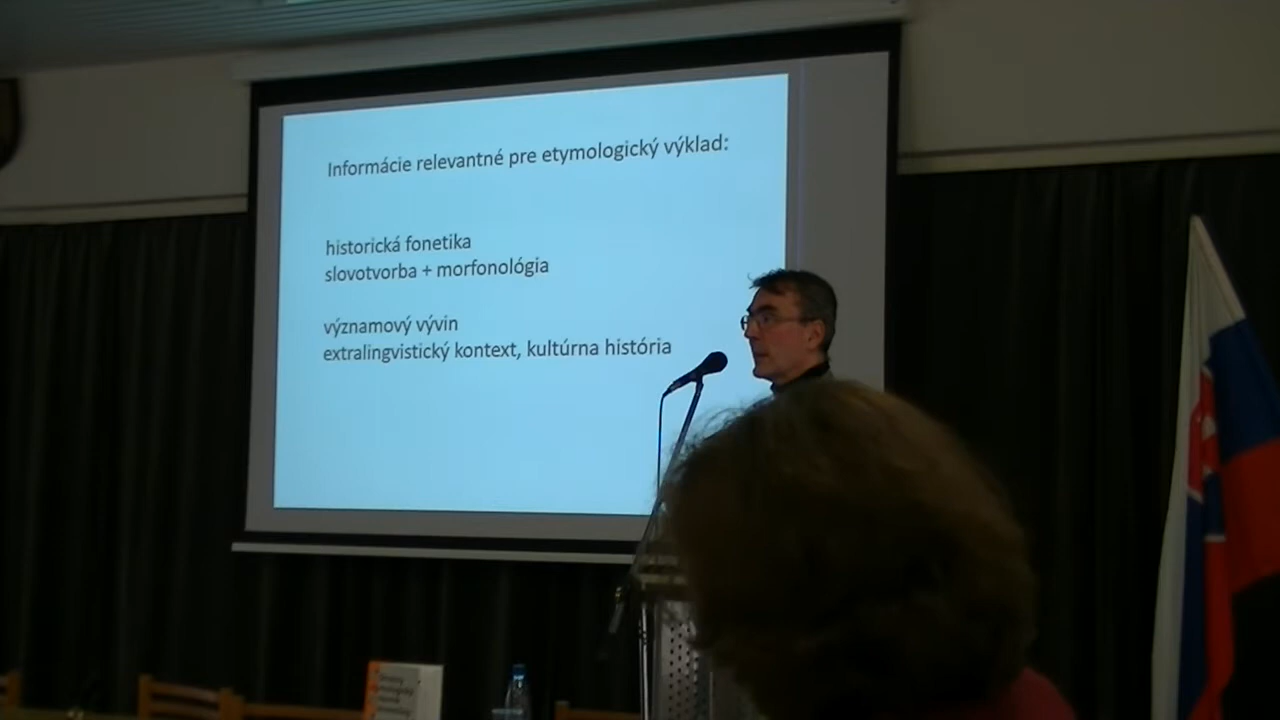 Informácie relevantné pre etymologický výklad:
historická fonetika
slovotvorba + morfonológia
významový vývin
extralingvistický kontext, kultúrna história